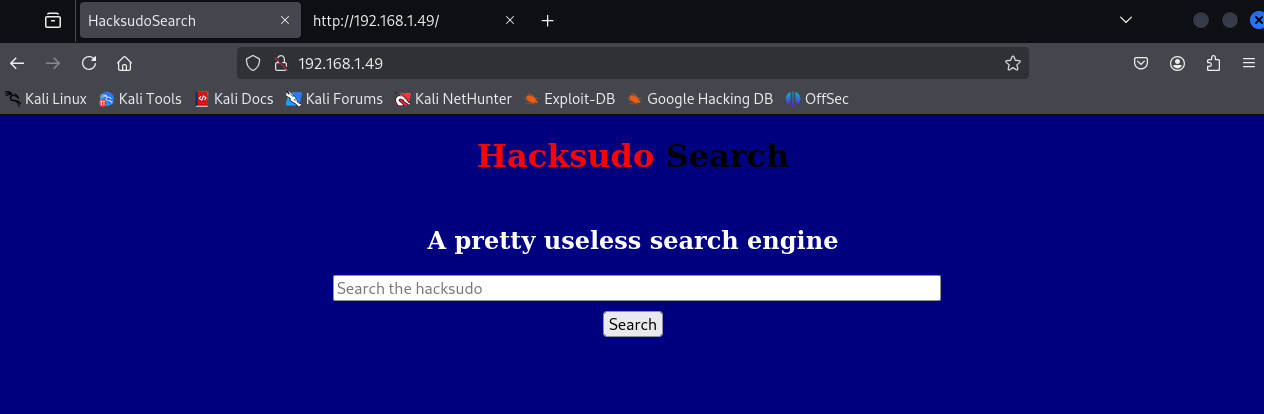 HacksudoSearch
http://192.168.1.49/
192.168.1.49
Kali Linux Kali Tools Kali Docs Kali Forums Kali NetHunter Exploit-DB Google Hacking DB OffSec
Hacksudo Search
A pretty useless search engine
Search the hacksudo
Search